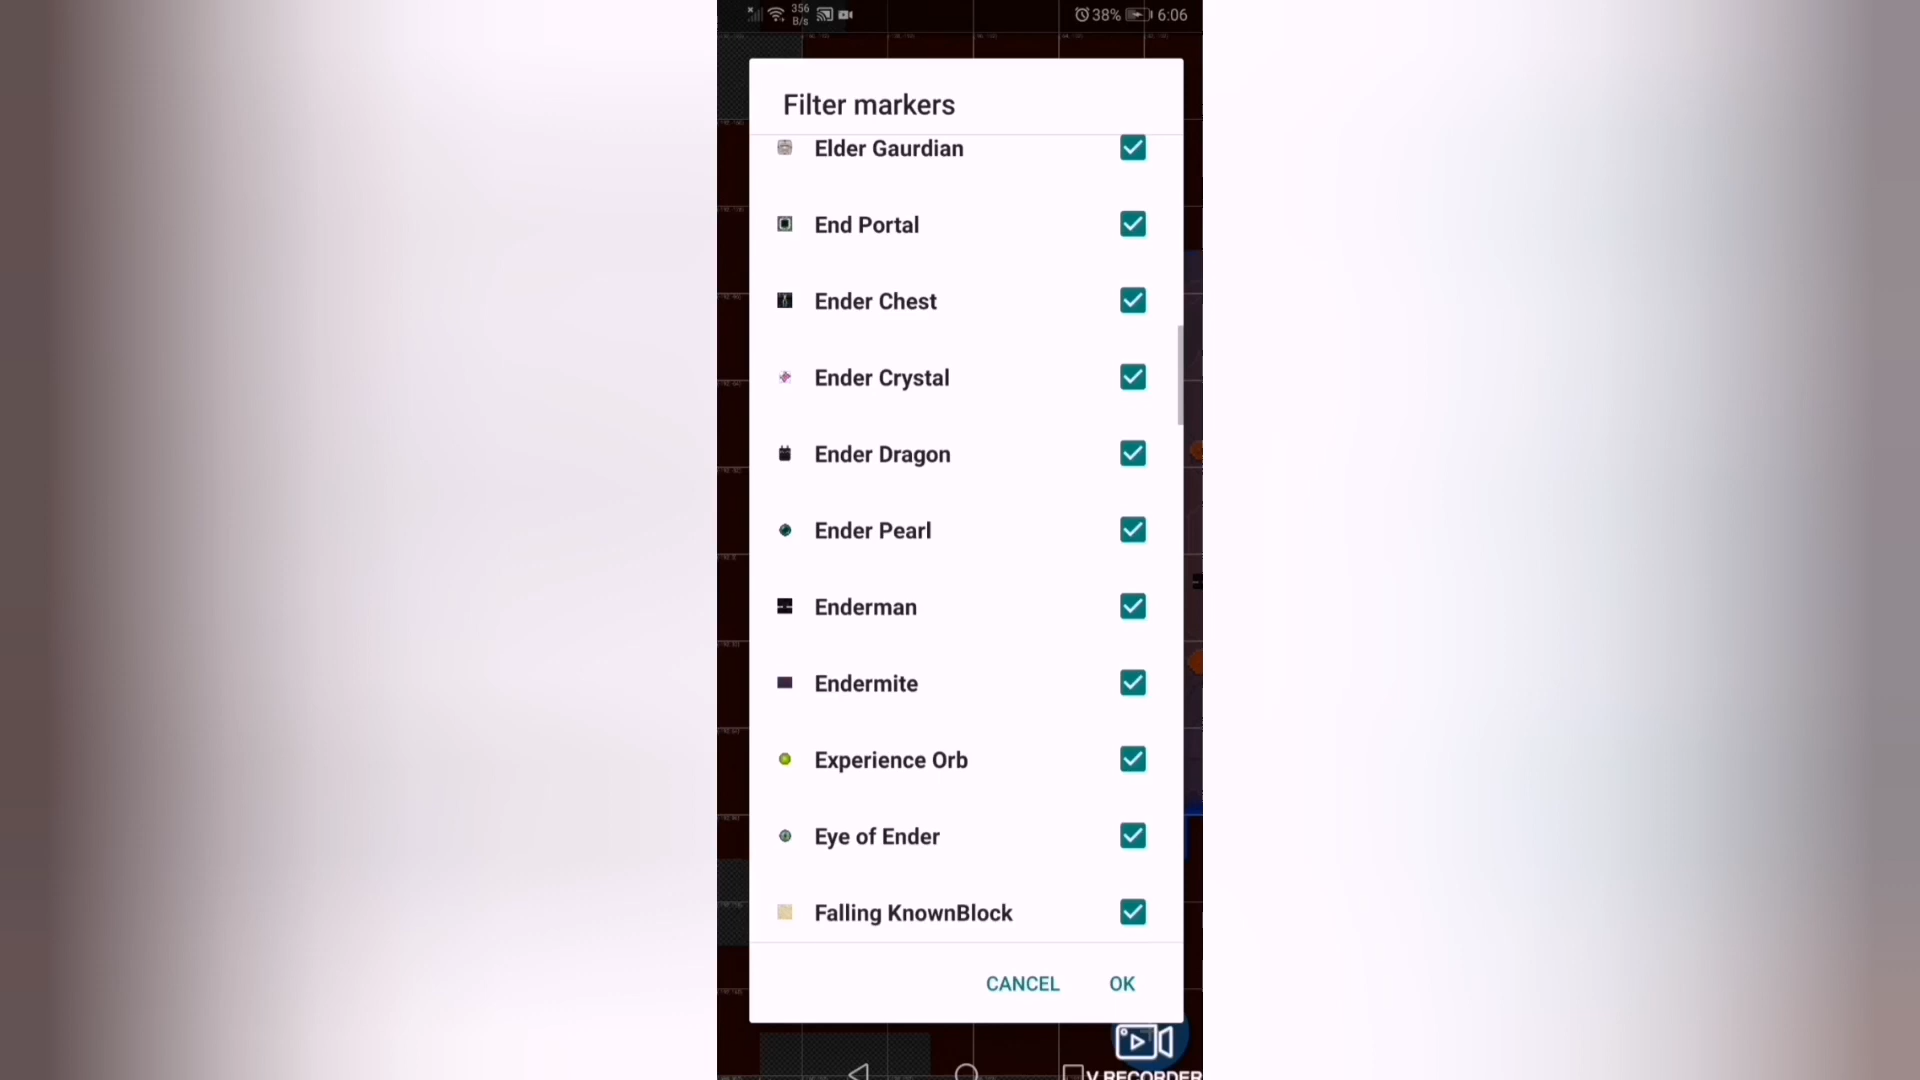 356
B/s
38%
6:06
Filter markers
Elder Gaurdian
End Portal
Ender Chest
Ender Crystal
Ender Dragon
Ender Pearl
Enderman
Endermite
Experience Orb
Eye of Ender
Falling KnownBlock
CANCEL
OK
V RECORDER